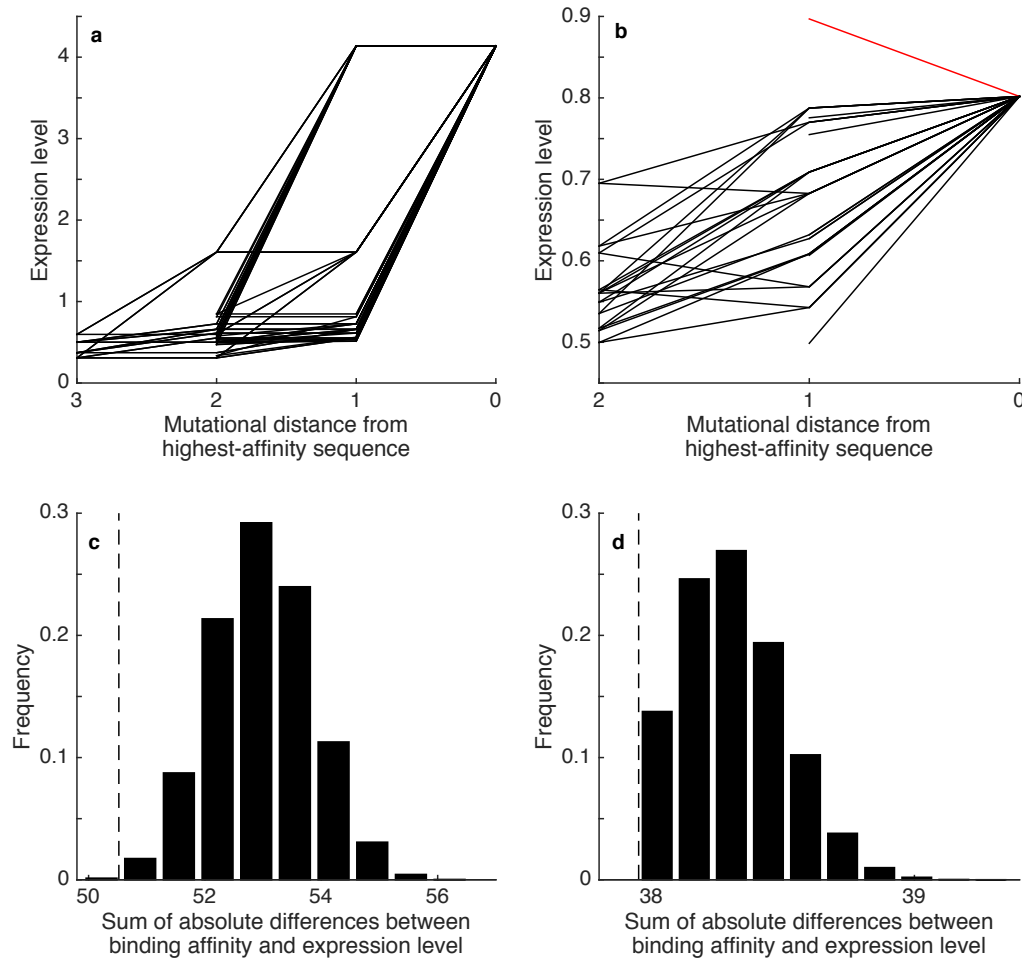 a
Expression level
4
3
2
1
0
3
2
1
0
Mutational distance from
highest-affinity sequence
b
Expression level
0.9
0.8
0.7
0.6
0.5
2
1
0
Mutational distance from
highest-affinity sequence
c
Frequency
0.3
0.2
0.1
0
50
52
54
56
Sum of absolute differences between
binding affinity and expression level
d
Frequency
0.3
0.2
0.1
0
38
39
Sum of absolute differences between
binding affinity and expression level